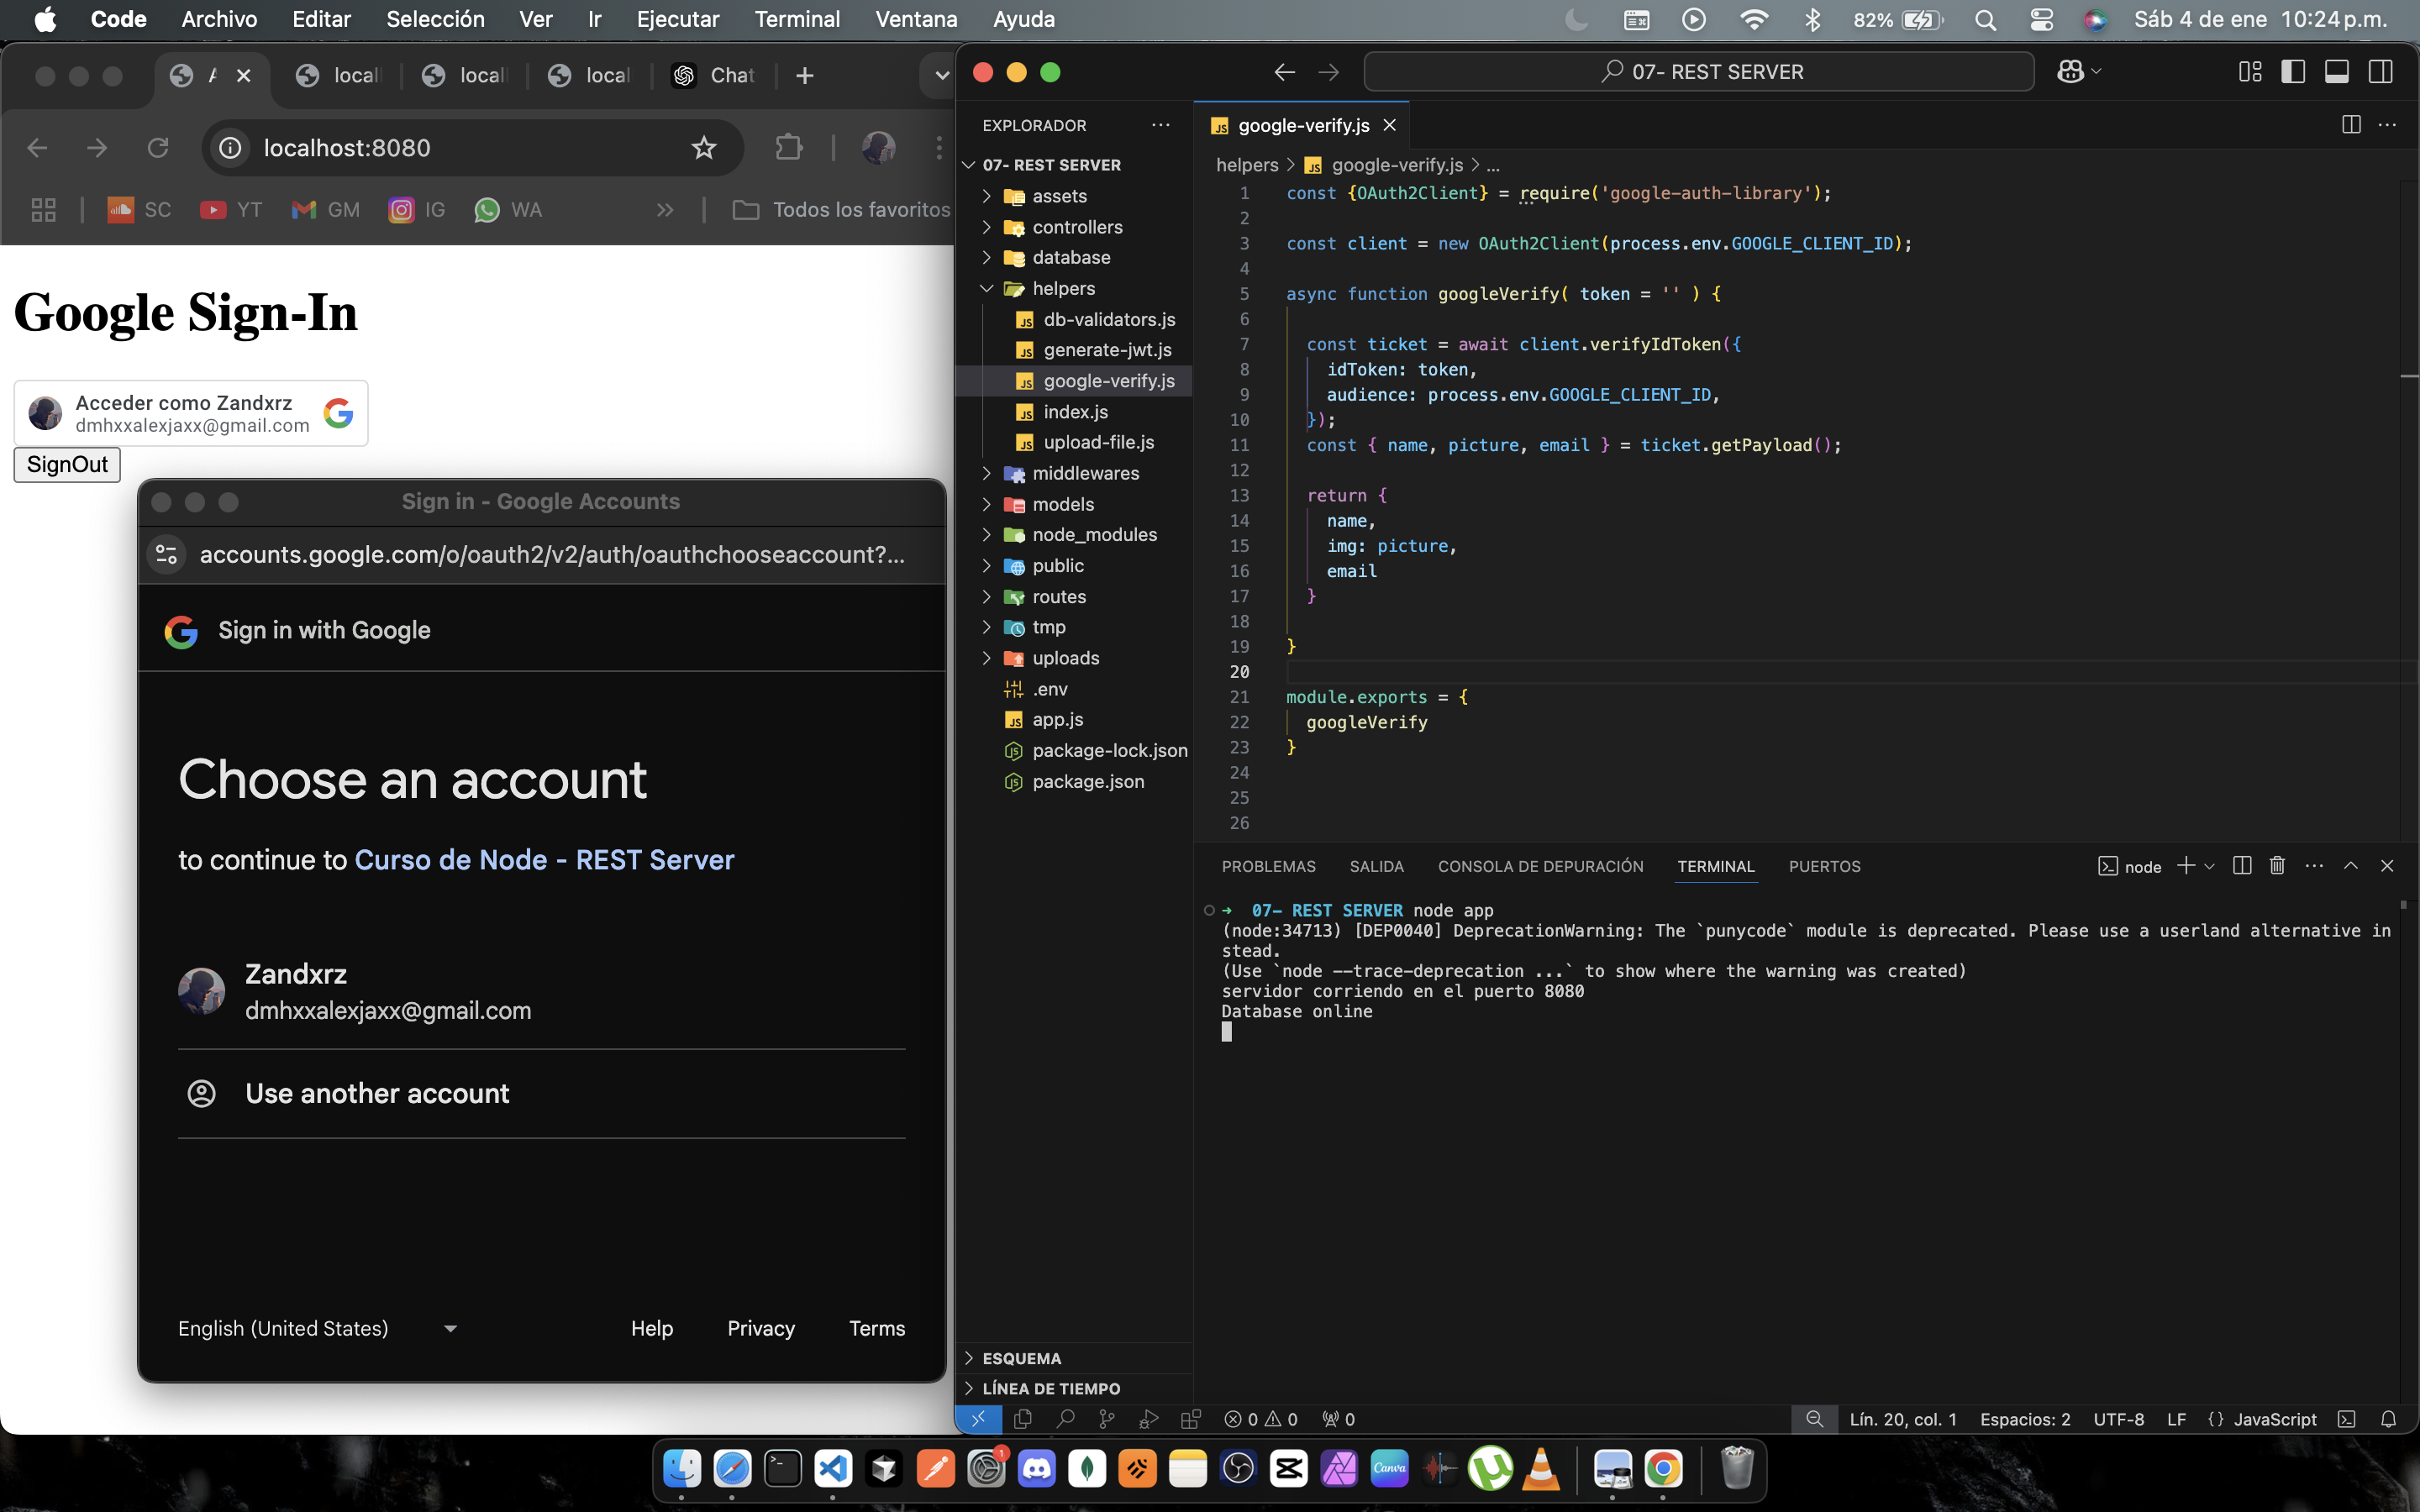 Code Archivo Editar Selección Ver Ir Ejecutar Terminal Ventana Ayuda
82% Sáb 4 de ene 10:24 p.m.
locall locall local Chat
localhost:8080
SC YT GM IG WA Todos los favoritos
Google Sign-In
Acceder como Zandxrz
dmhxxalexjaxx@gmail.com
SignOut
Sign in - Google Accounts
accounts.google.com/o/oauth2/v2/auth/oauthchooseaccount?...
Sign in with Google
Choose an account
to continue to Curso de Node - REST Server
Zandxrz
dmhxxalexjaxx@gmail.com
Use another account
English (United States) Help Privacy Terms
07- REST SERVER
EXPLORADOR
07- REST SERVER
assets
controllers
database
helpers
db-validators.js
generate-jwt.js
google-verify.js
index.js
upload-file.js
middlewares
models
node_modules
public
routes
tmp
uploads
.env
app.js
package-lock.json
package.json
ESQUEMA
LÍNEA DE TIEMPO
google-verify.js
helpers > google-verify.js > ...
1 const {OAuth2Client} = require('google-auth-library');
2
3 const client = new OAuth2Client(process.env.GOOGLE_CLIENT_ID);
4
5 async function googleVerify( token = '' ) {
6
7 const ticket = await client.verifyIdToken({
8 idToken: token,
9 audience: process.env.GOOGLE_CLIENT_ID,
10 });
11 const { name, picture, email } = ticket.getPayload();
12
13 return {
14 name,
15 img: picture,
16 email
17 }
18
19 }
20
21 module.exports = {
22 googleVerify
23 }
24
25
26
PROBLEMAS SALIDA CONSOLA DE DEPURACIÓN TERMINAL PUERTOS node
07- REST SERVER node app
(node:34713) [DEP0040] DeprecationWarning: The `punycode` module is deprecated. Please use a userland alternative in
stead.
(Use `node --trace-deprecation ...` to show where the warning was created)
servidor corriendo en el puerto 8080
Database online
0 0 0 Lín. 20, col. 1 Espacios: 2 UTF-8 LF {} JavaScript
1
Canva